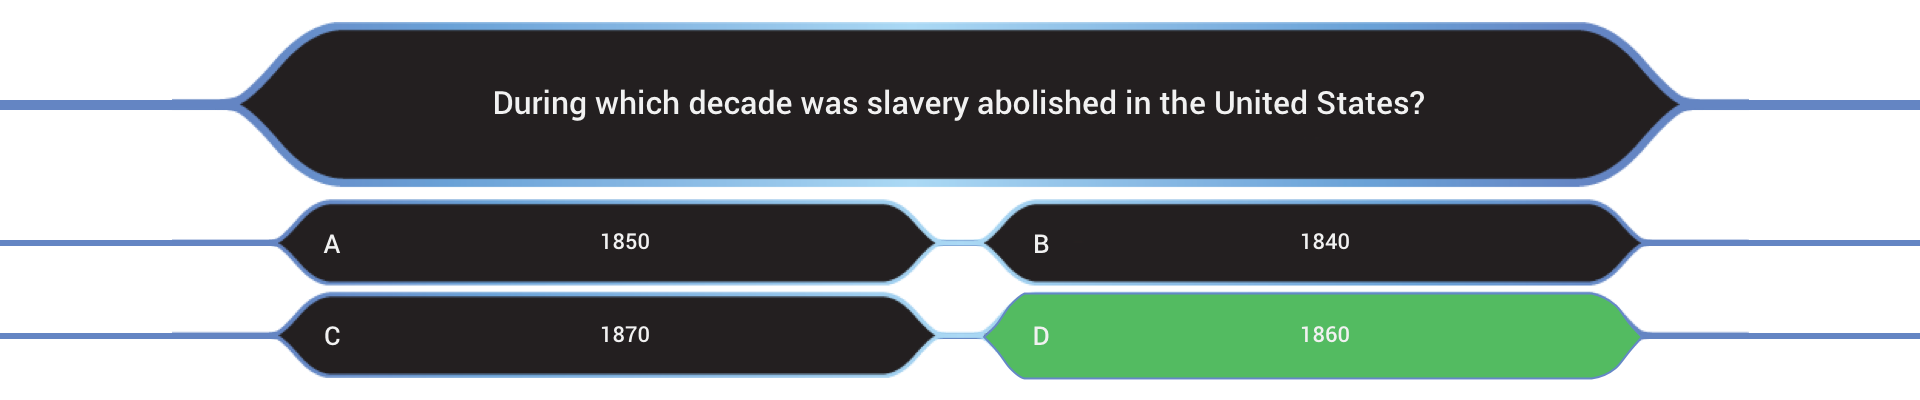 During which decade was slavery abolished in the United States?
A 1850
B 1840
C 1870
D 1860